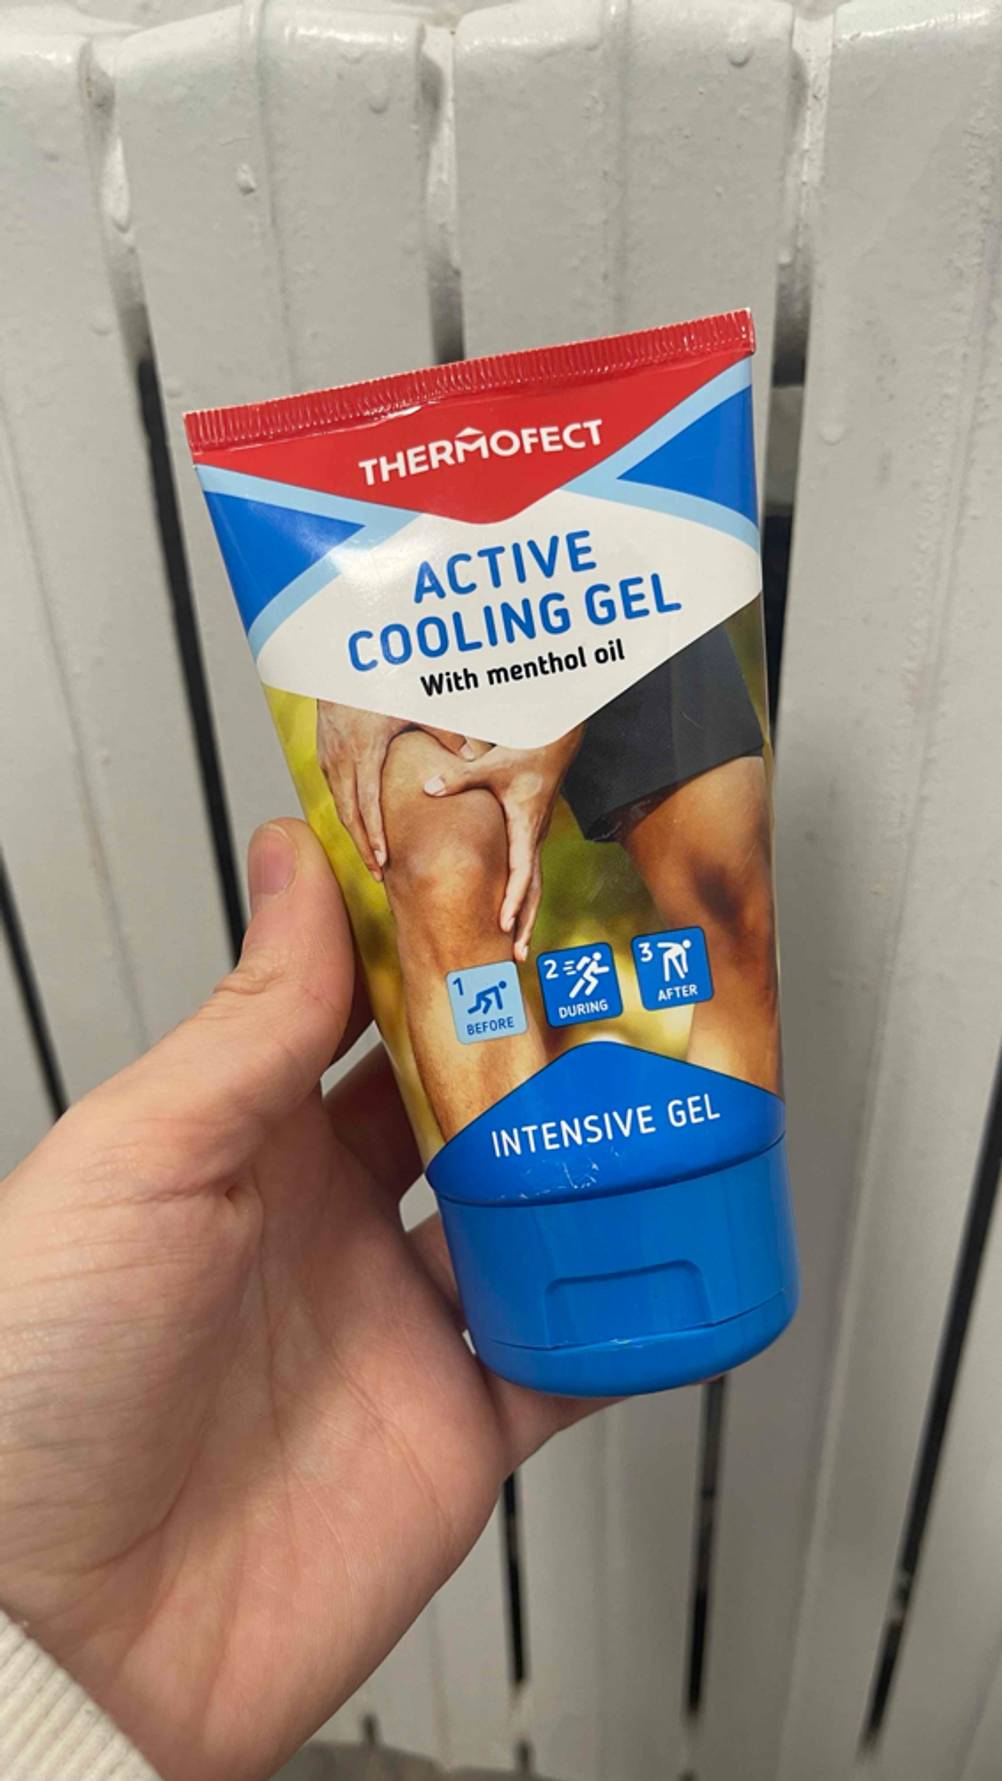 THERMOFECT
ACTIVE
COOLING GEL
With menthol oil
1
BEFORE
2
DURING
3
AFTER
INTENSIVE GEL